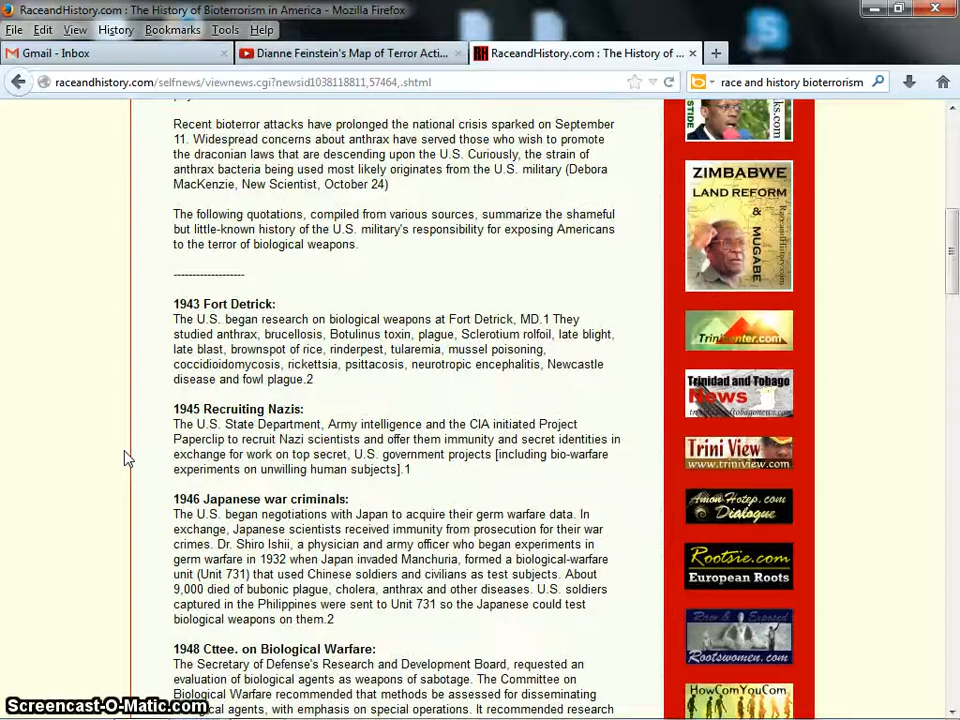 RaceandHistory.com : The History of Bioterrorism in America - Mozilla Firefox
File Edit View History Bookmarks Tools Help
Gmail - Inbox
Dianne Feinstein's Map of Terror Acti...
RaceandHistory.com : The History of ...
raceandhistory.com/selfnews/viewnews.cgi?newsid1038118811,57464,.shtml
race and history bioterrorism
Recent bioterror attacks have prolonged the national crisis sparked on September
11. Widespread concerns about anthrax have served those who wish to promote
the draconian laws that are descending upon the U.S. Curiously, the strain of
anthrax bacteria being used most likely originates from the U.S. military (Debora
MacKenzie, New Scientist, October 24)
The following quotations, compiled from various sources, summarize the shameful
but little-known history of the U.S. military's responsibility for exposing Americans
to the terror of biological weapons.
-------------------
1943 Fort Detrick:
The U.S. began research on biological weapons at Fort Detrick, MD.1 They
studied anthrax, brucellosis, Botulinus toxin, plague, Sclerotium rolfoil, late blight,
late blast, brownspot of rice, rinderpest, tularemia, mussel poisoning,
coccidioidomycosis, rickettsia, psittacosis, neurotropic encephalitis, Newcastle
disease and fowl plague.2
1945 Recruiting Nazis:
The U.S. State Department, Army intelligence and the CIA initiated Project
Paperclip to recruit Nazi scientists and offer them immunity and secret identities in
exchange for work on top secret, U.S. government projects [including bio-warfare
experiments on unwilling human subjects].1
1946 Japanese war criminals:
The U.S. began negotiations with Japan to acquire their germ warfare data. In
exchange, Japanese scientists received immunity from prosecution for their war
crimes. Dr. Shiro Ishii, a physician and army officer who began experiments in
germ warfare in 1932 when Japan invaded Manchuria, formed a biological-warfare
unit (Unit 731) that used Chinese soldiers and civilians as test subjects. About
9,000 died of bubonic plague, cholera, anthrax and other diseases. U.S. soldiers
captured in the Philippines were sent to Unit 731 so the Japanese could test
biological weapons on them.2
1948 Cttee. on Biological Warfare:
The Secretary of Defense's Research and Development Board, requested an
evaluation of biological agents as weapons of sabotage. The Committee on
Biological Warfare recommended that methods be assessed for disseminating
biological agents, with emphasis on special operations. It recommended research
ZIMBABWE
LAND REFORM
&
MUGABE
RaceandHistory.com
TriniCenter.com
Trinidad and Tobago
News
trinidadandtobagonews.com
Trini View
www.triniview.com
Amon Hotep.com
Dialogue
Rootsie.com
European Roots
Raw & Exposed
Rootswomen.com
HowComYouCom
Screencast-O-Matic.com